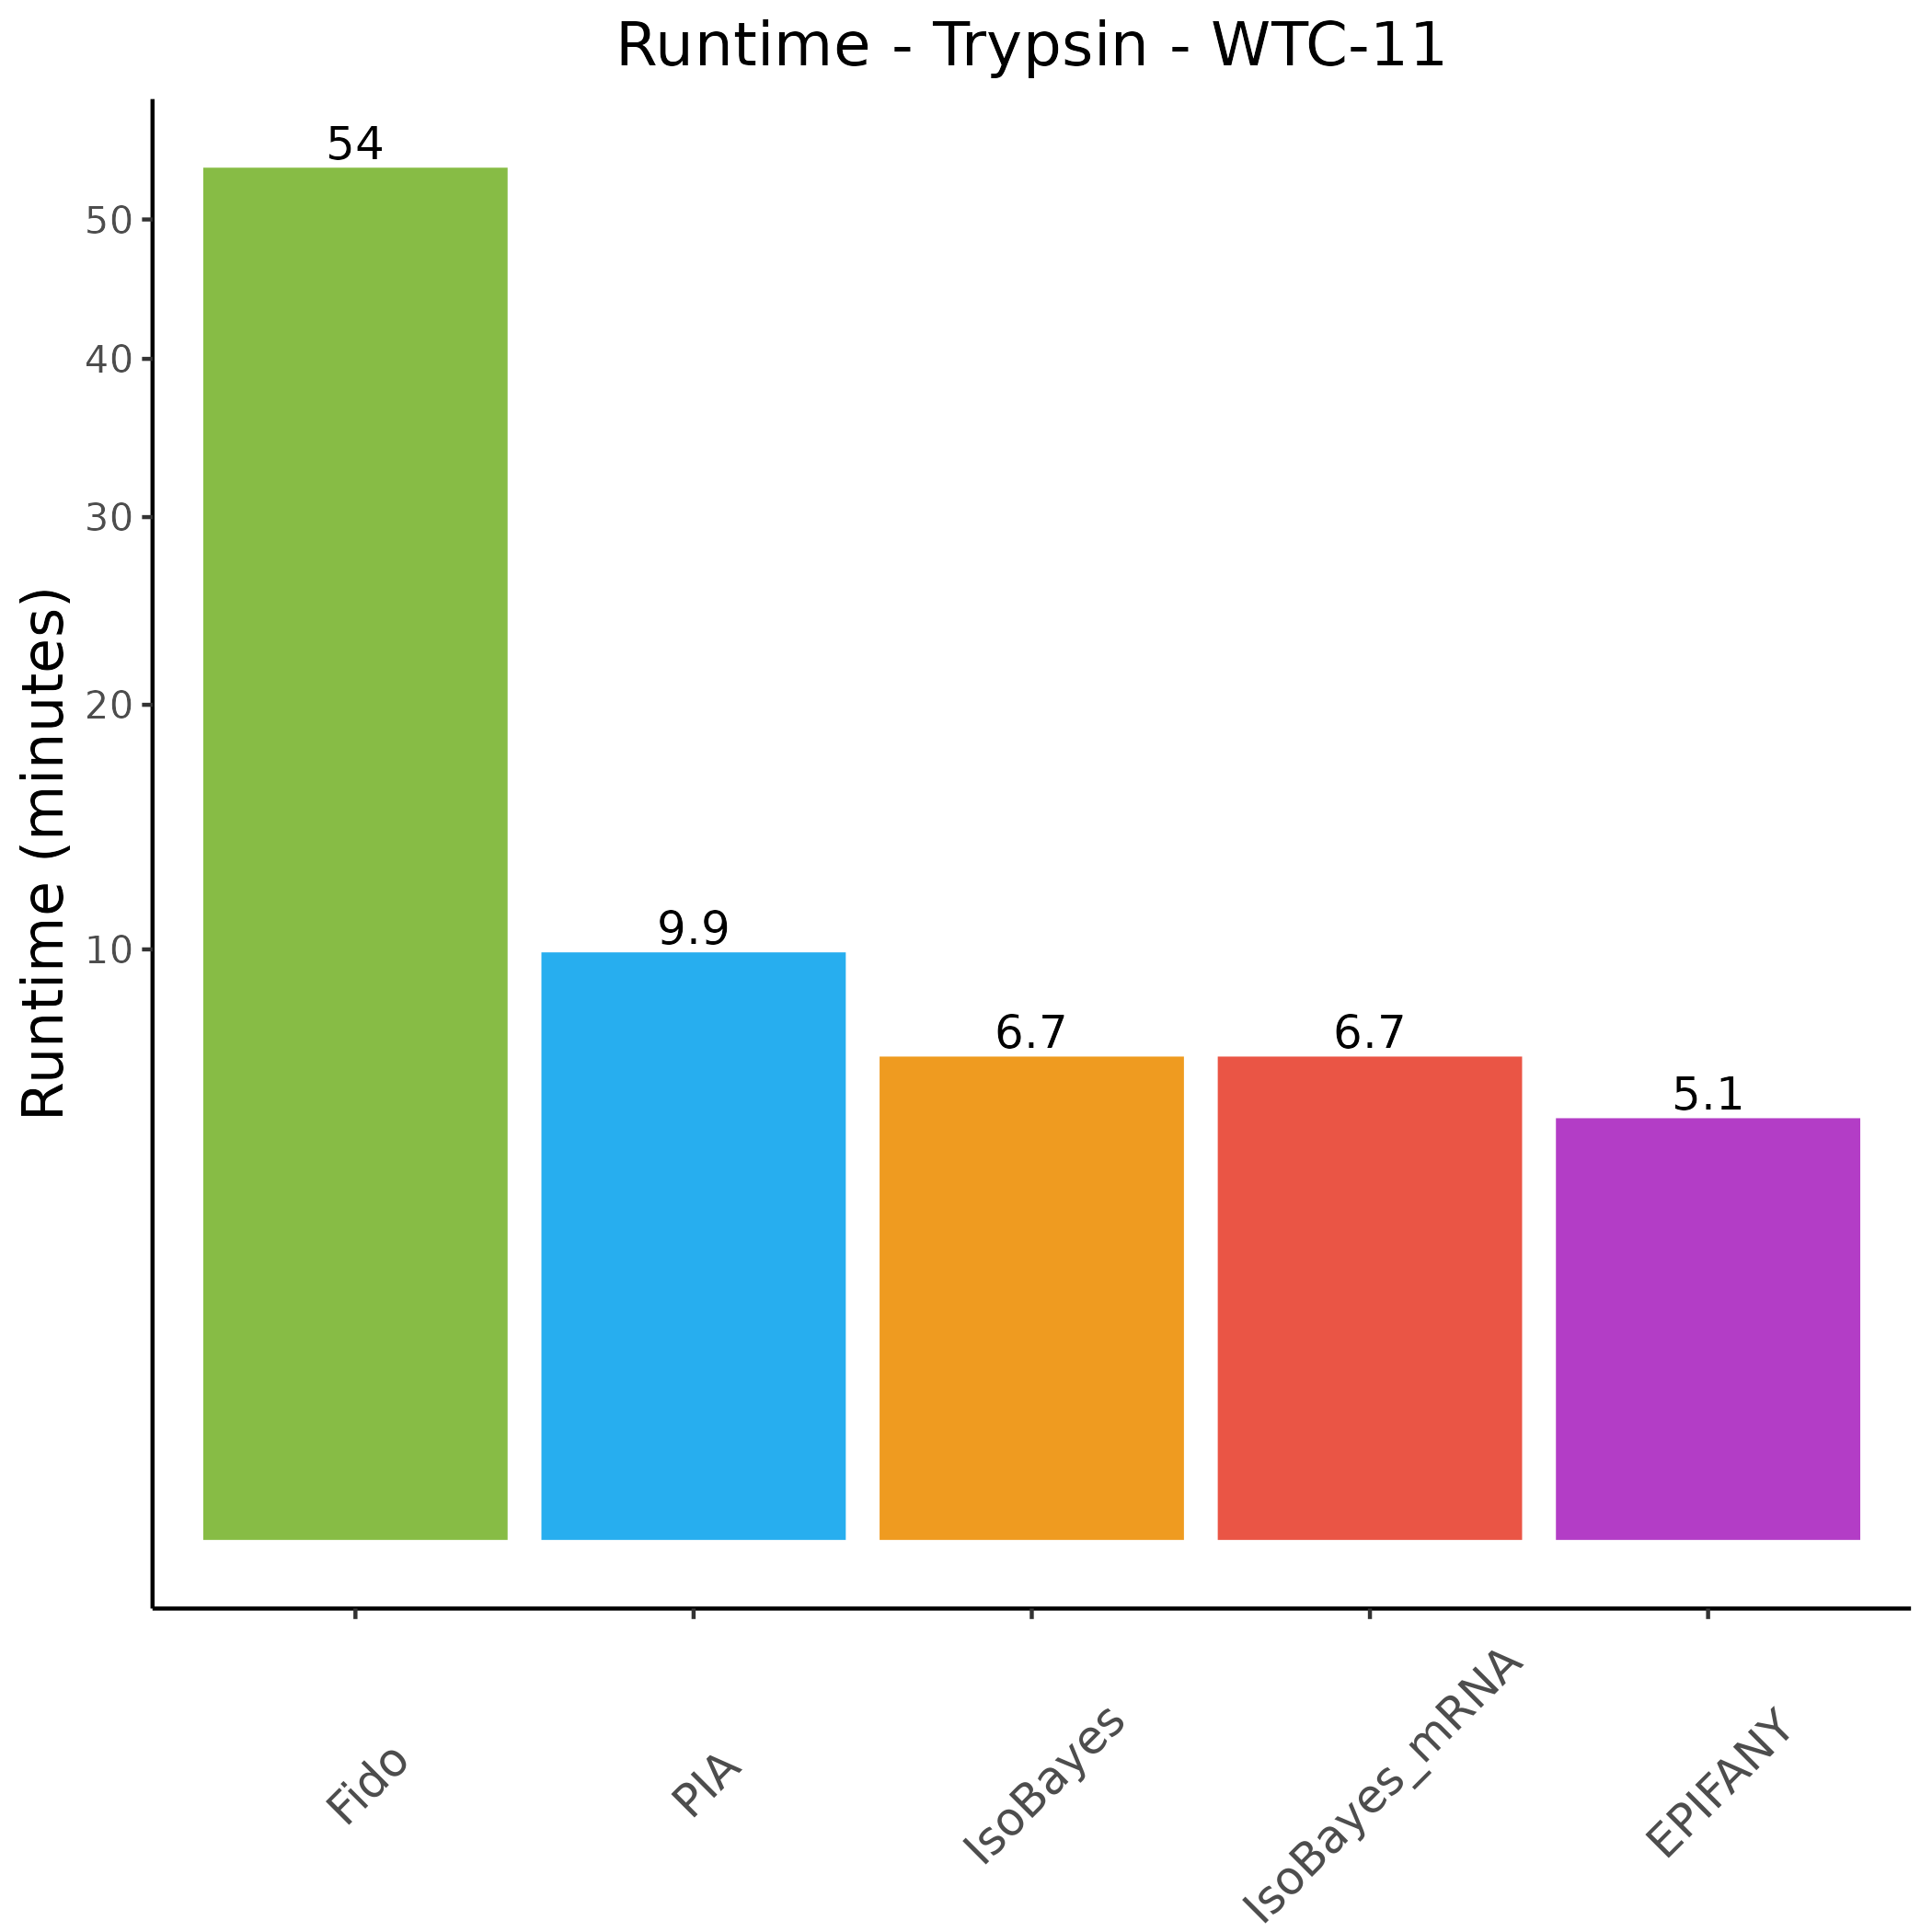 Runtime - Trypsin - WTC-11
Runtime (minutes)
50
40
30
20
10
54
9.9
6.7
6.7
5.1
Fido
PIA
IsoBayes
IsoBayes_mRNA
EPIFANY